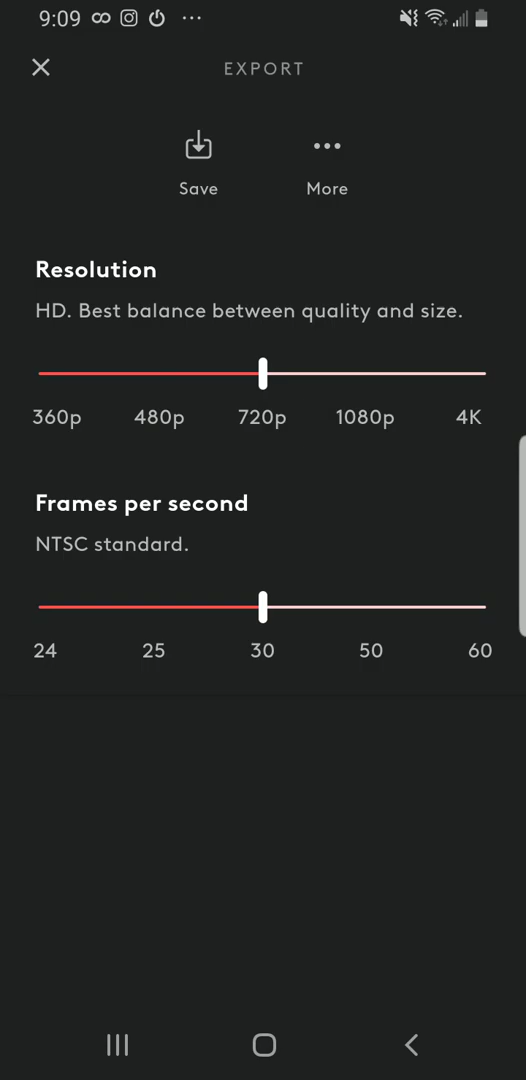 9:09
EXPORT
Save More
Resolution
HD. Best balance between quality and size.
360p 480p 720p 1080p 4K
Frames per second
NTSC standard.
24 25 30 50 60